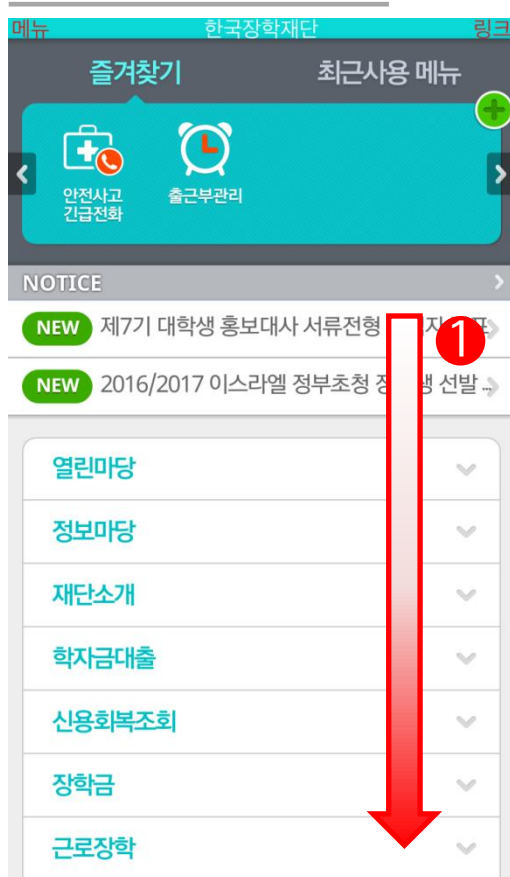 메뉴 한국장학재단 링크
즐겨찾기 최근사용 메뉴
안전사고
긴급전화
출근부관리
NOTICE
NEW 제7기 대학생 홍보대사 서류전형
1
NEW 2016/2017 이스라엘 정부초청 선발 ...
열린마당
정보마당
재단소개
학자금대출
신용회복조회
장학금
근로장학